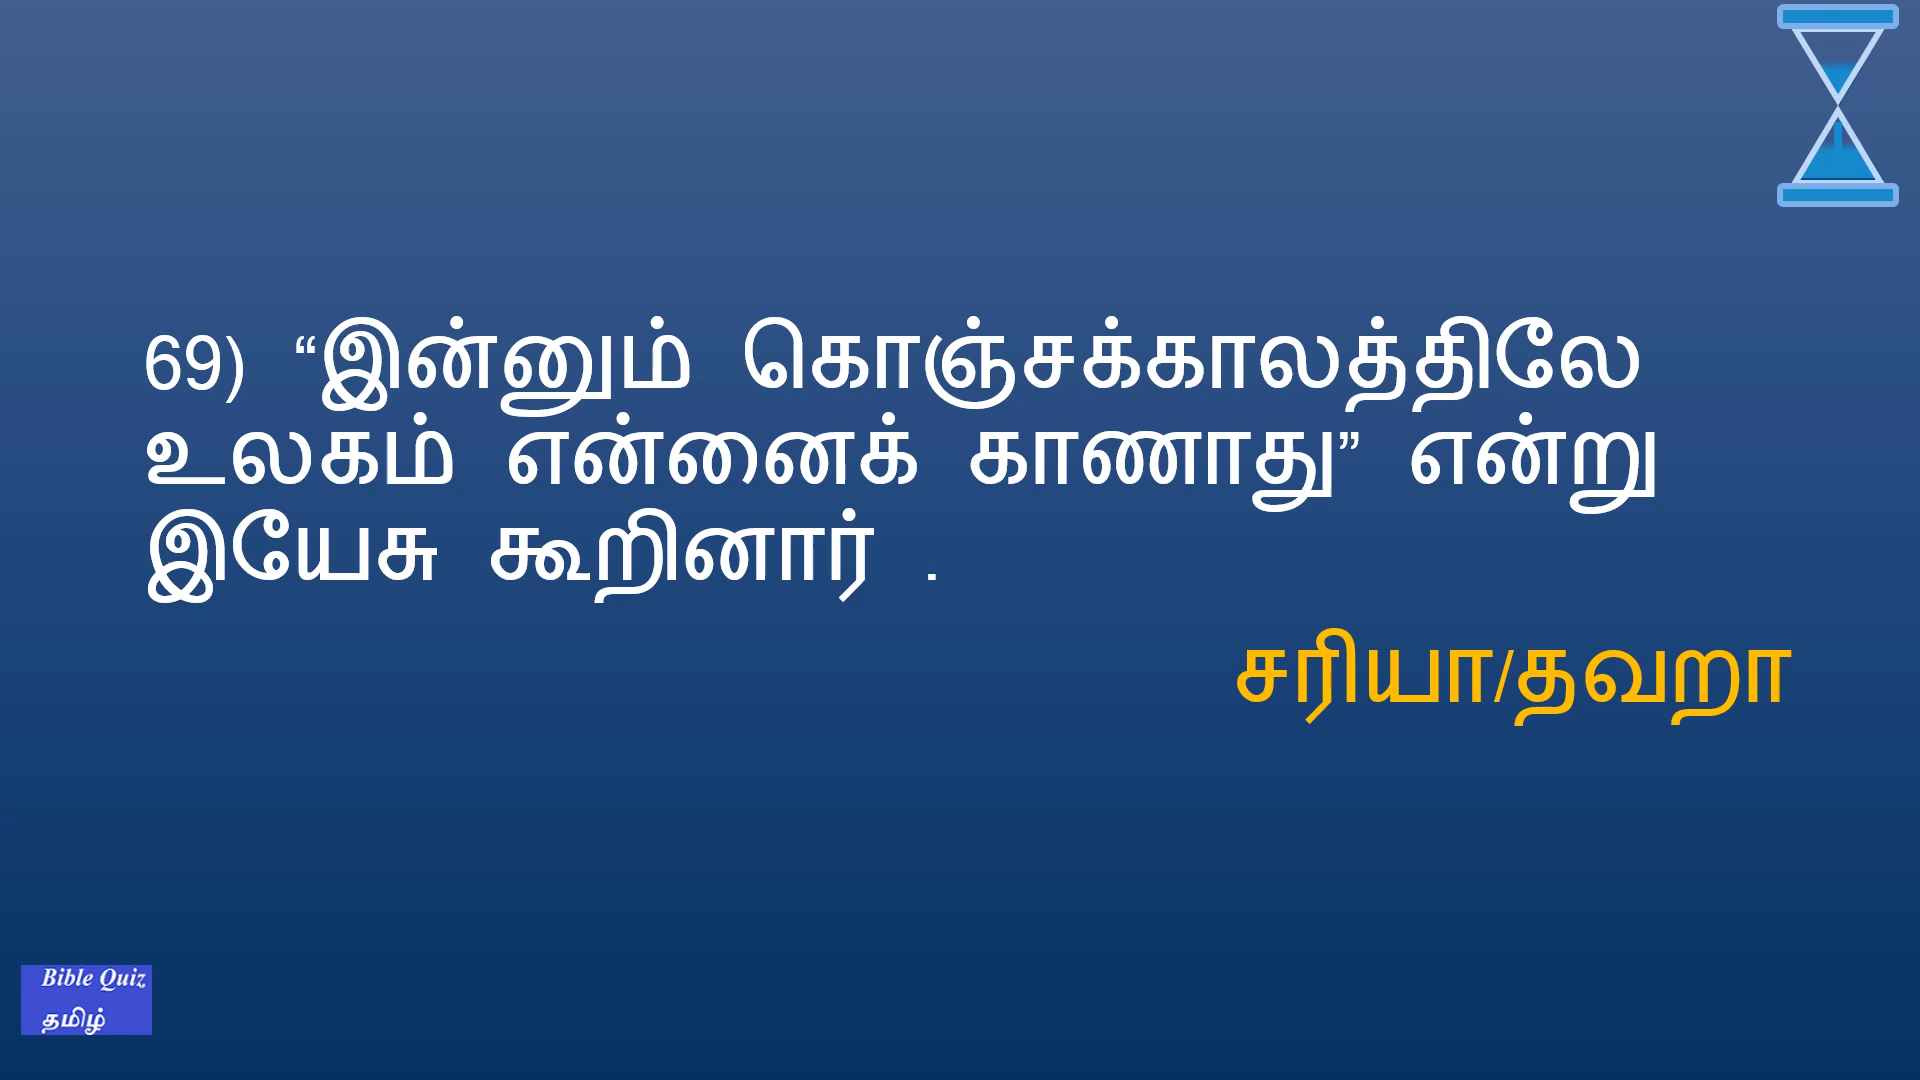 69) “இன்னும் கொஞ்சக்காலத்திலே
உலகம் என்னைக் காணாது” என்று
இயேசு கூறினார் .
சரியா/தவறா
Bible Quiz
தமிழ்